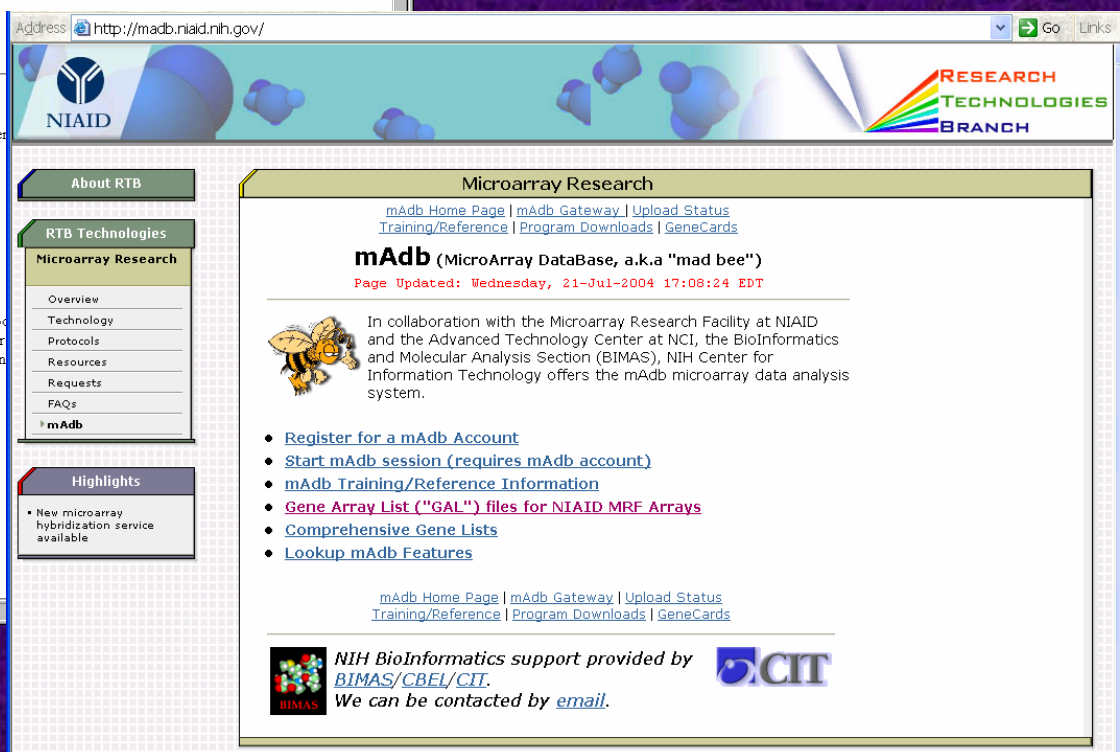 Address http://madb.niaid.nih.gov/ Go Links
NIAID
RESEARCH
TECHNOLOGIES
BRANCH
About RTB
RTB Technologies
Microarray Research
Overview
Technology
Protocols
Resources
Requests
FAQs
mAdb
Highlights
New microarray
hybridization service
available
Microarray Research
mAdb Home Page | mAdb Gateway | Upload Status
Training/Reference | Program Downloads | GeneCards
mAdb (MicroArray DataBase, a.k.a "mad bee")
Page Updated: Wednesday, 21-Jul-2004 17:08:24 EDT
In collaboration with the Microarray Research Facility at NIAID
and the Advanced Technology Center at NCI, the BioInformatics
and Molecular Analysis Section (BIMAS), NIH Center for
Information Technology offers the mAdb microarray data analysis
system.
• Register for a mAdb Account
• Start mAdb session (requires mAdb account)
• mAdb Training/Reference Information
• Gene Array List ("GAL") files for NIAID MRF Arrays
• Comprehensive Gene Lists
• Lookup mAdb Features
mAdb Home Page | mAdb Gateway | Upload Status
Training/Reference | Program Downloads | GeneCards
BIMAS
NIH BioInformatics support provided by
BIMAS/CBEL/CIT.
We can be contacted by email.
CIT